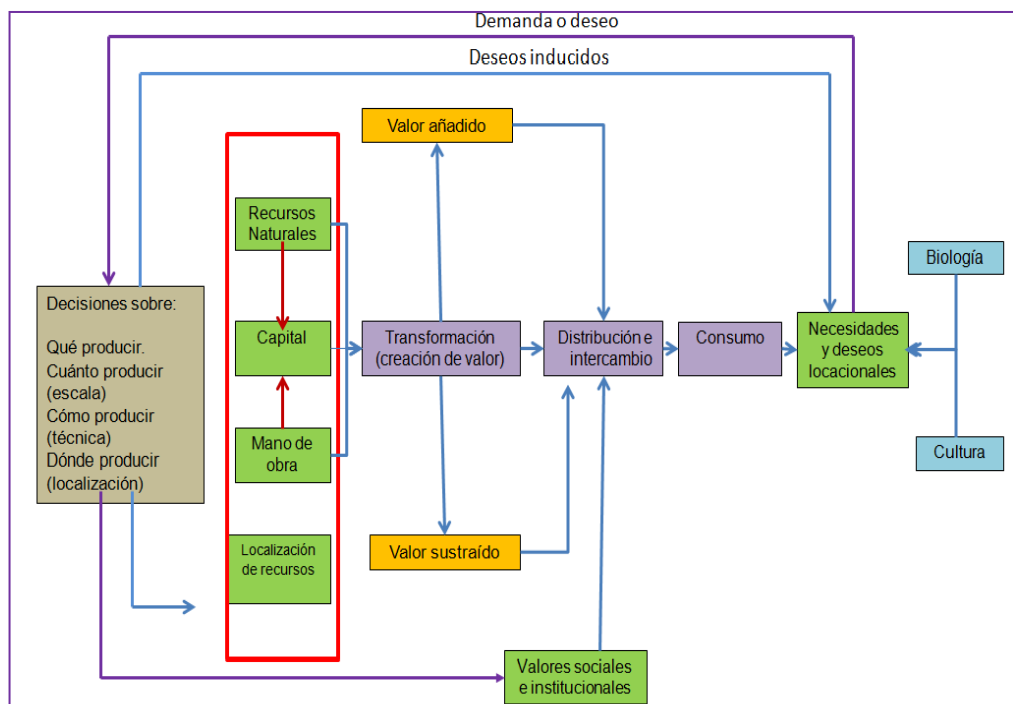 Demanda o deseo
Deseos inducidos
Valor añadido
Recursos
Naturales
Biología
Decisiones sobre:
Qué producir.
Cuánto producir
(escala)
Cómo producir
(técnica)
Dónde producir
(localización)
Capital
Transformación
(creación de valor)
Distribución e
intercambio
Consumo
Necesidades
y deseos
locacionales
Mano de
obra
Cultura
Localización
de recursos
Valor sustraído
Valores sociales
e institucionales